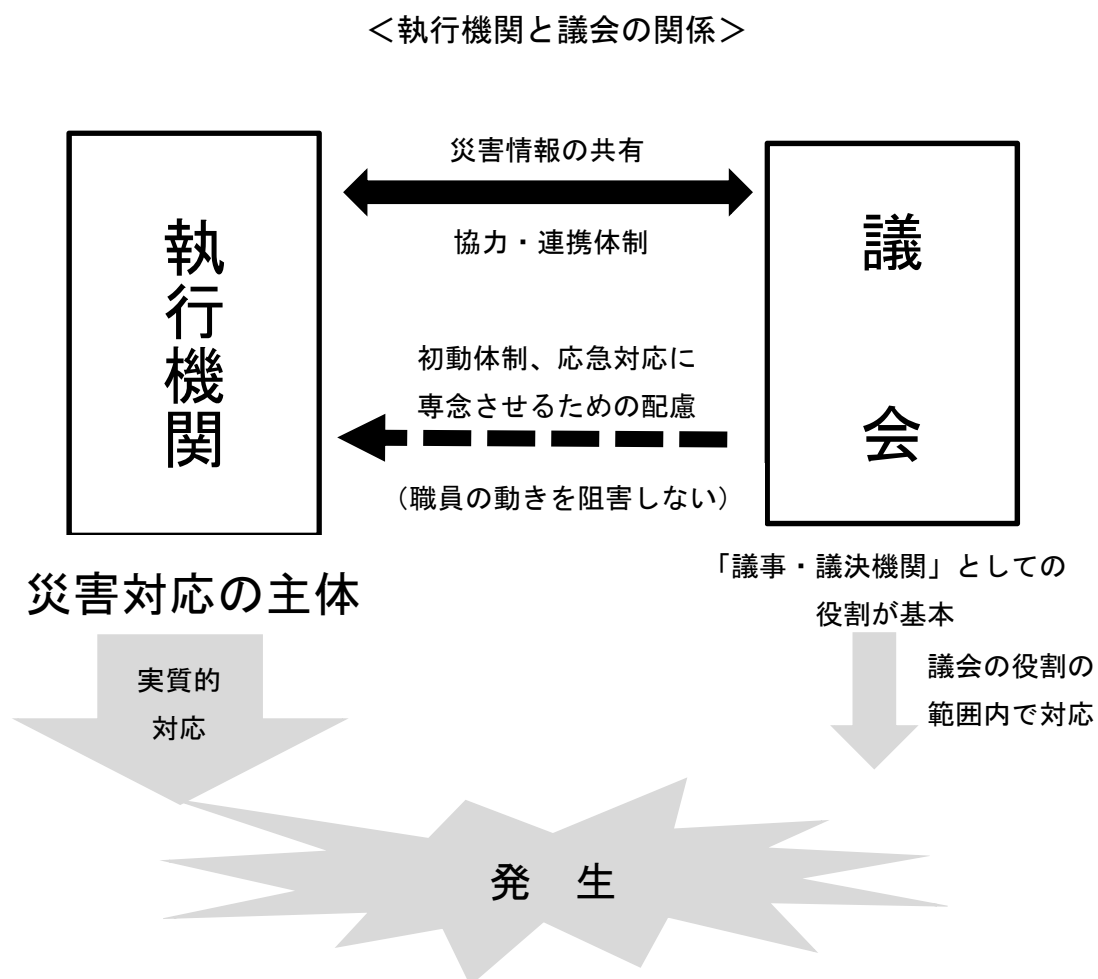 ＜執行機関と議会の関係＞
執行機関
災害情報の共有
協力・連携体制
初動体制、応急対応に
専念させるための配慮
（職員の動きを阻害しない）
議会
災害対応の主体
「議事・議決機関」としての
役割が基本
実質的
対応
議会の役割の
範囲内で対応
発　生